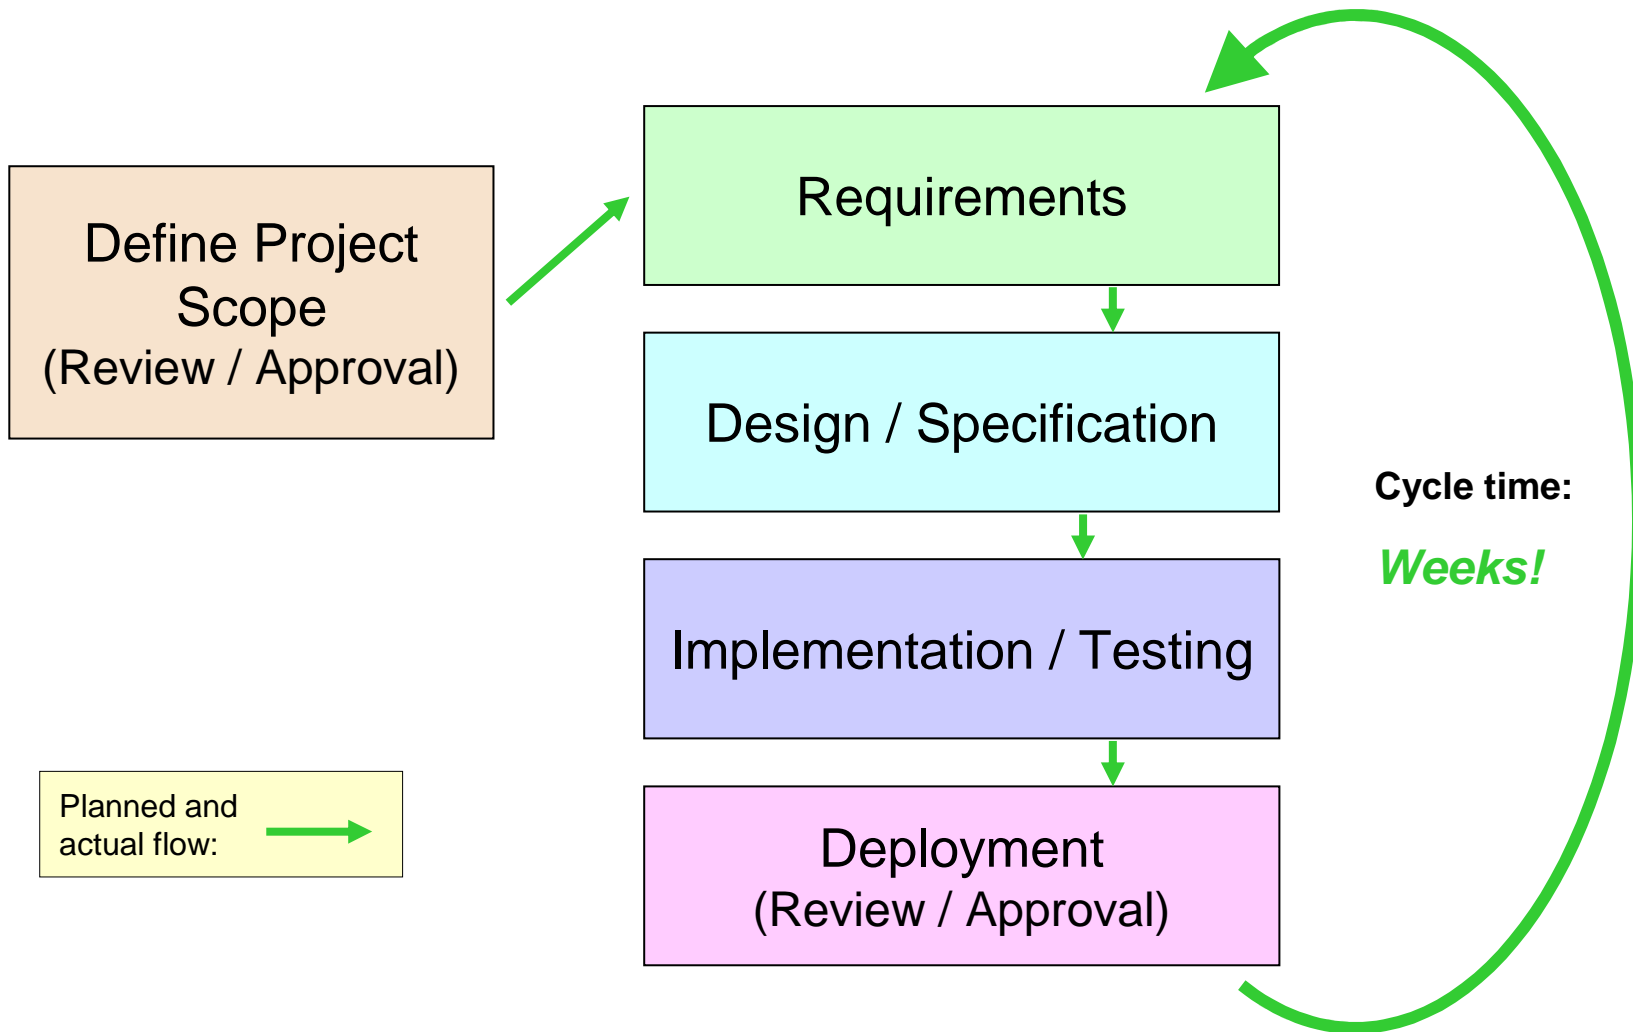 Define Project
Scope
(Review / Approval)
Requirements
Design / Specification
Implementation / Testing
Deployment
(Review / Approval)
Cycle time:
Weeks!
Planned and
actual flow: